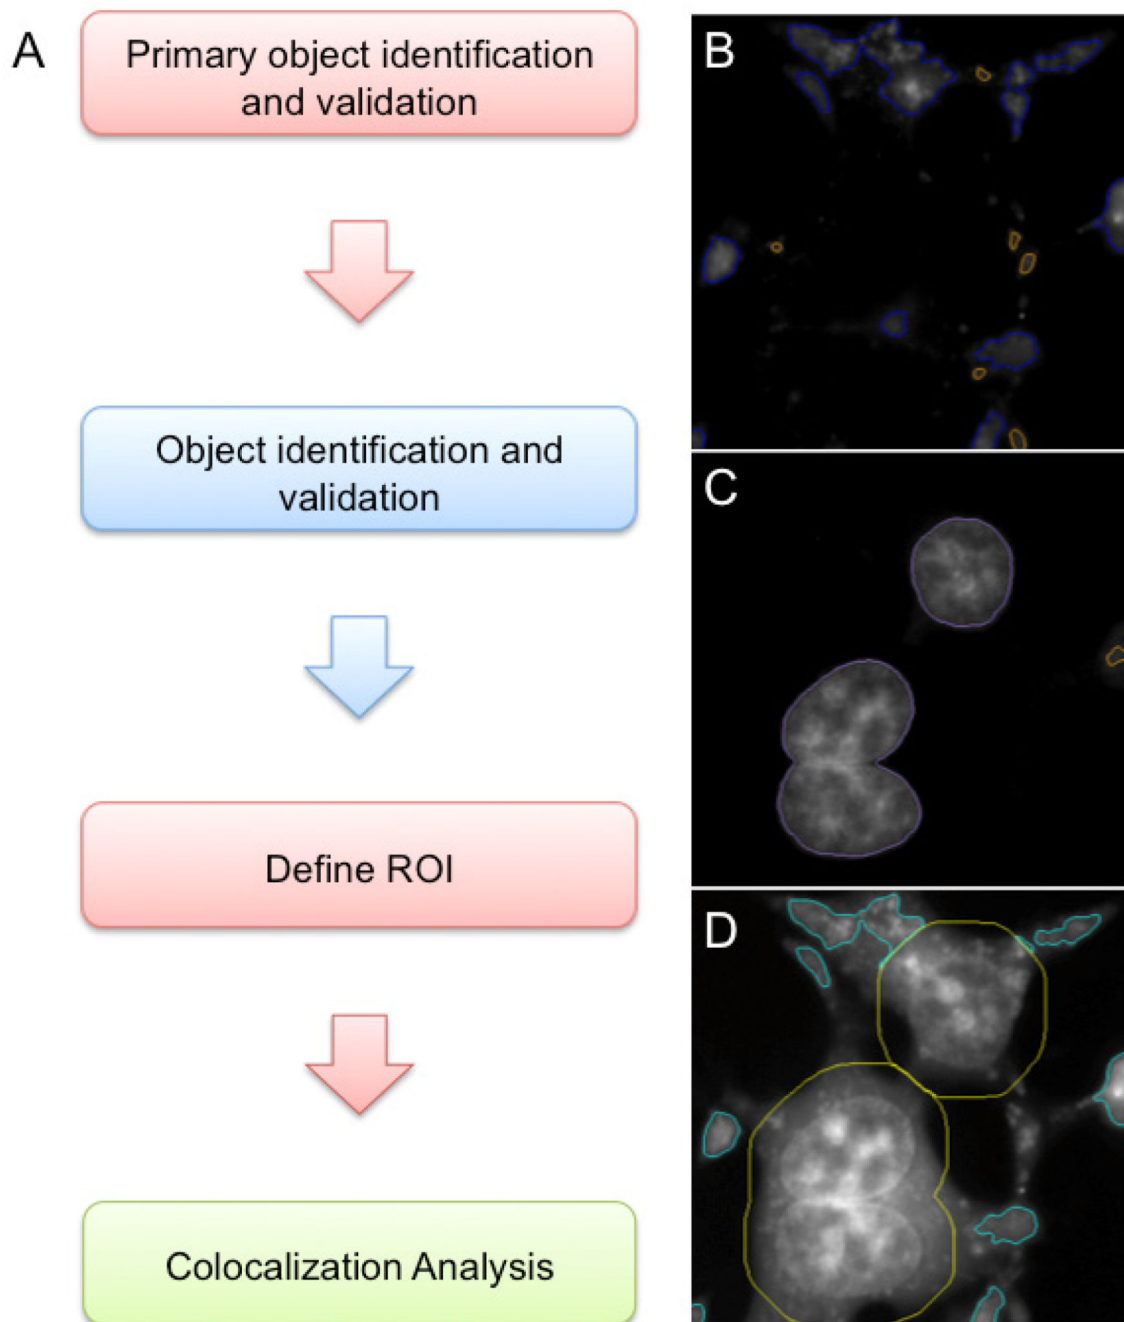 A
Primary object identification
and validation
Object identification and
validation
Define ROI
Colocalization Analysis
B
C
D